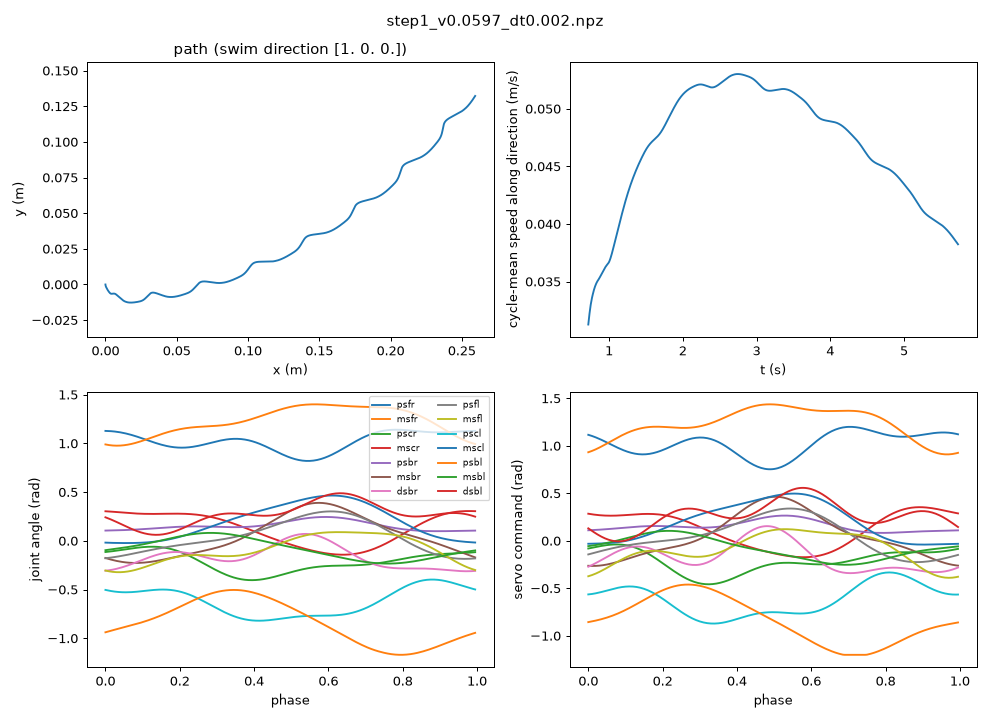 step1_v0.0597_dt0.002.npz
path (swim direction [1. 0. 0.])
0.150
0.125
0.100
0.075
0.050
0.025
0.000
−0.025
y (m)
0.00 0.05 0.10 0.15 0.20 0.25
x (m)
0.050
0.045
0.040
0.035
cycle-mean speed along direction (m/s)
1 2 3 4 5
t (s)
1.5
1.0
0.5
0.0
−0.5
−1.0
joint angle (rad)
psfr psfl
msfr msfl
pscr pscl
mscr mscl
psbr psbl
msbr msbl
dsbr dsbl
0.0 0.2 0.4 0.6 0.8 1.0
phase
1.5
1.0
0.5
0.0
−0.5
−1.0
servo command (rad)
0.0 0.2 0.4 0.6 0.8 1.0
phase